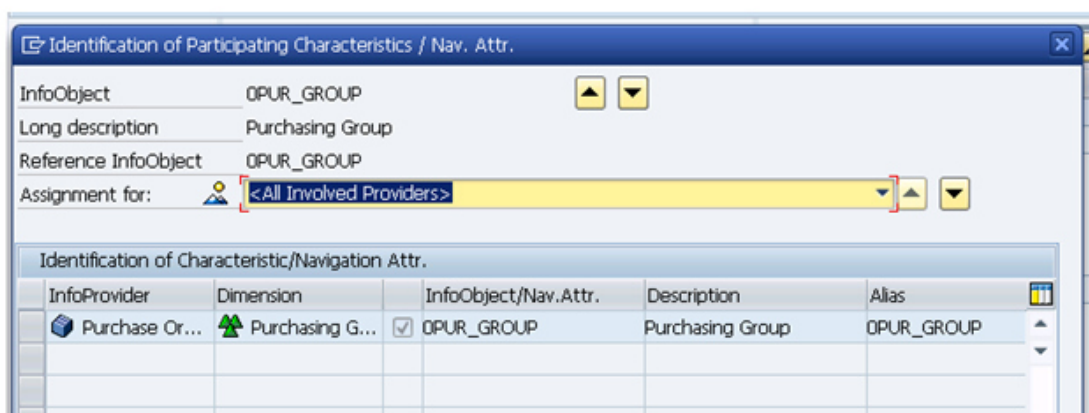 Identification of Participating Characteristics / Nav. Attr.
InfoObject 0PUR_GROUP
Long description Purchasing Group
Reference InfoObject 0PUR_GROUP
Assignment for: <All Involved Providers>
Identification of Characteristic/Navigation Attr.
InfoProvider Dimension InfoObject/Nav.Attr. Description Alias
Purchase Or... Purchasing G... 0PUR_GROUP Purchasing Group 0PUR_GROUP